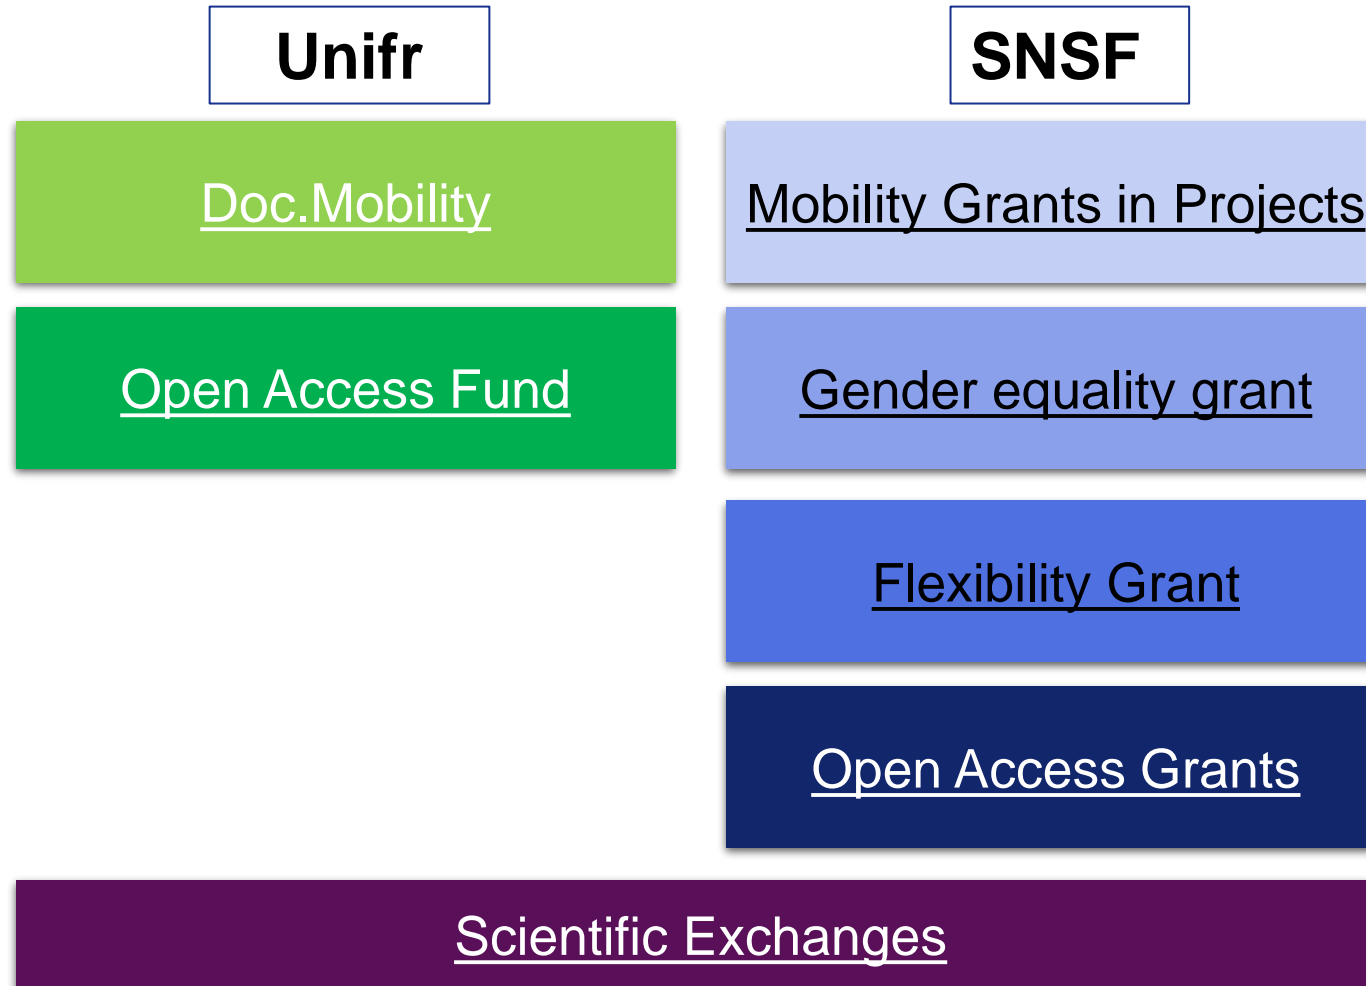 Unifr
SNSF
Doc.Mobility
Mobility Grants in Projects
Open Access Fund
Gender equality grant
Flexibility Grant
Open Access Grants
Scientific Exchanges